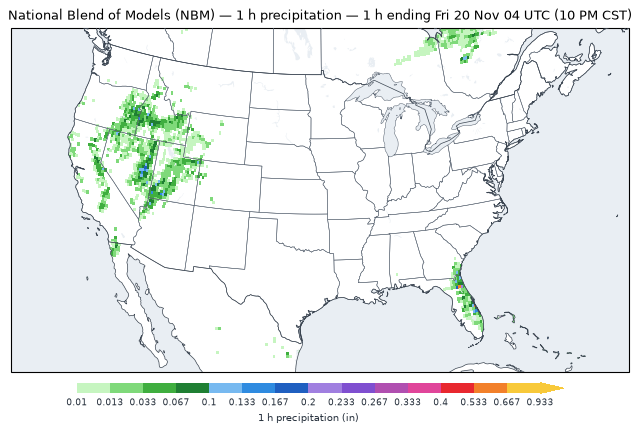 National Blend of Models (NBM) — 1 h precipitation — 1 h ending Fri 20 Nov 04 UTC (10 PM CST)
0.01 0.013 0.033 0.067 0.1 0.133 0.167 0.2 0.233 0.267 0.333 0.4 0.533 0.667 0.933
1 h precipitation (in)